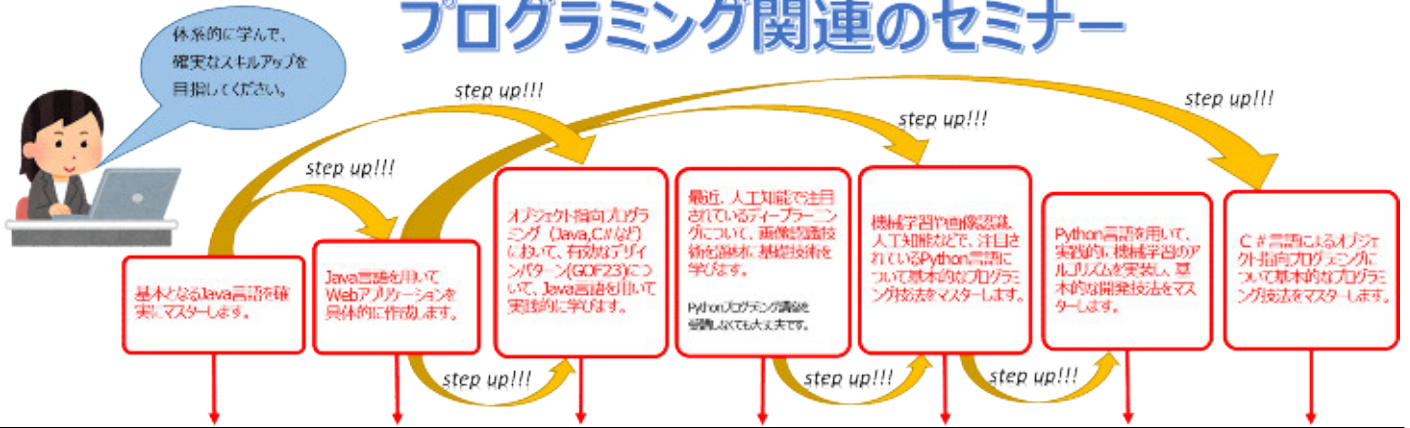 プログラミング関連のセミナー
体系的に学んで、
確実なスキルアップを
目指してください。
step up!!!
step up!!!
step up!!!
step up!!!
基本となるJava言語を確
実にマスターします。
Java言語を用いて
Webアプリケーションを
具体的に作成します。
オブジェクト指向プログラ
ミング（Java,C#など）
において、有効なデザイ
ンパターン(GOF23)につ
いて、Java言語を用いて
実践的に学びます。
最近、人工知能で注目
されているディープラーニン
グについて、画像認識技
術を題材に基礎技術を
学びます。
Pythonプログラミング講座を
受講しなくても大丈夫です。
機械学習や画像認識、
人工知能などで、注目さ
れているPython言語に
ついて基本的なプログラミ
ング技法をマスターします。
Python言語を用いて、
実践的に機械学習のア
ルゴリズムを実装し、基
本的な開発技法をマス
ターします。
C＃言語によるオブジェ
クト指向プログラミングに
ついて基本的なプログラミ
ング技法をマスターします。
step up!!!
step up!!!
step up!!!